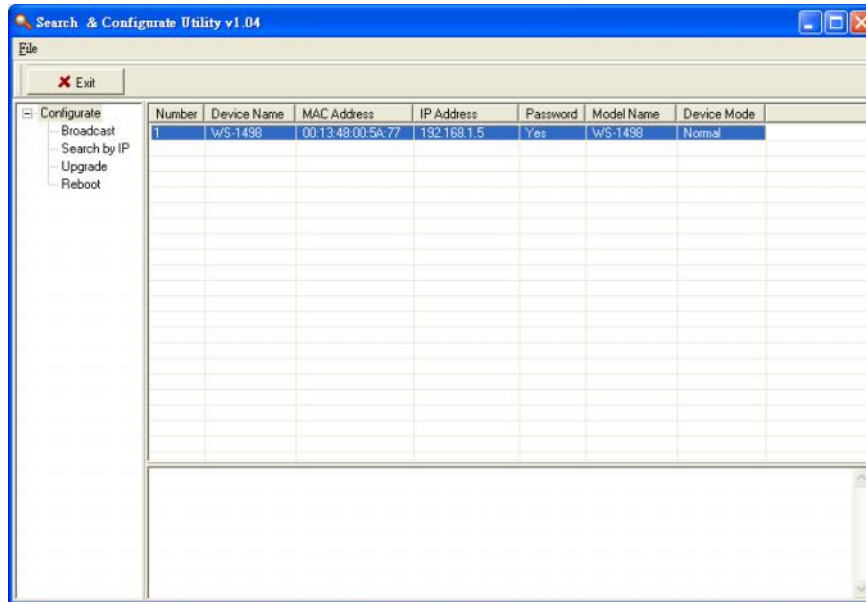 Search & Configurate Utility v1.04
File
Exit
Configurate
Broadcast
Search by IP
Upgrade
Reboot
Number Device Name MAC Address IP Address Password Model Name Device Mode
1 WS-1498 00:13:48:00:5A:77 192.168.1.5 Yes WS-1498 Normal